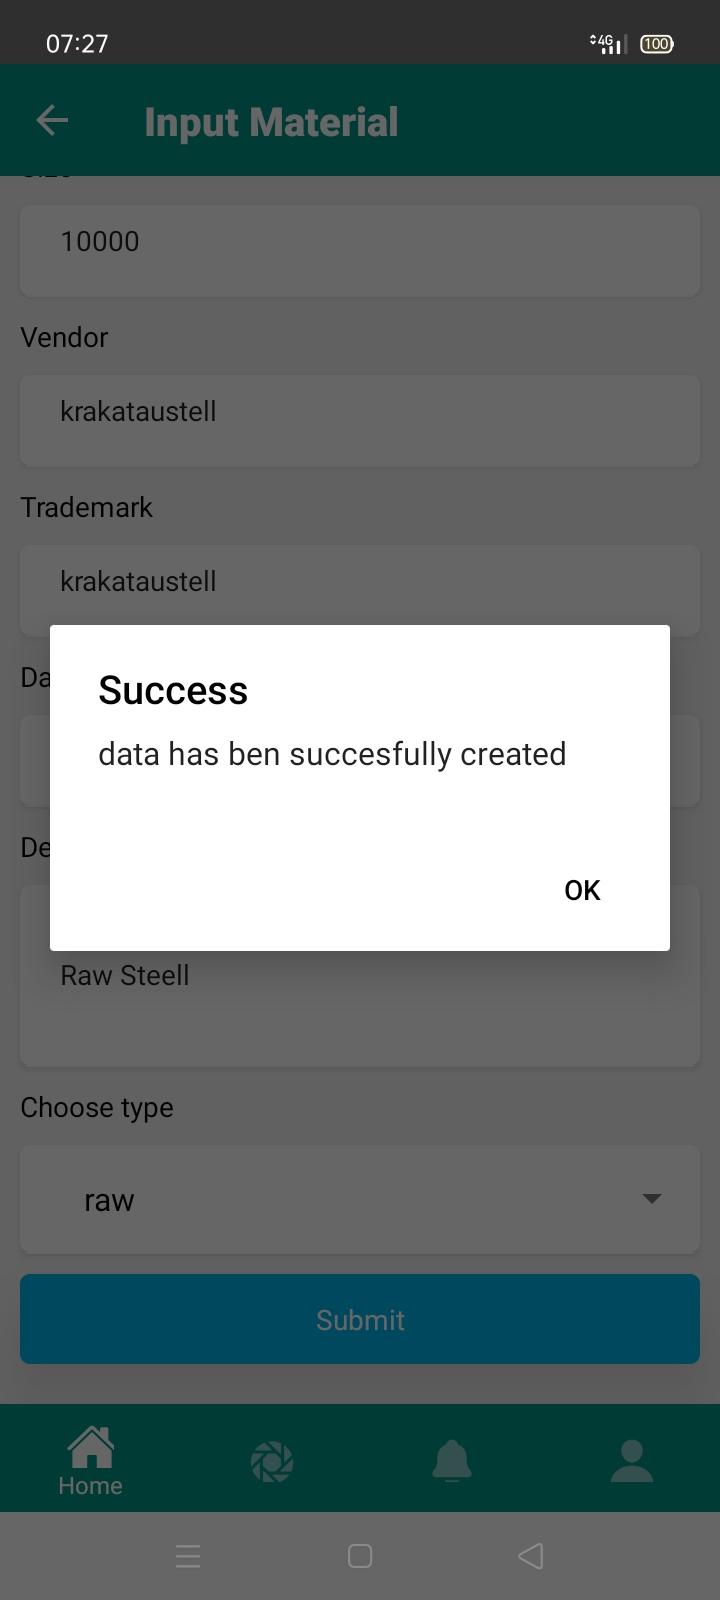 07:27
4G
100
Input Material
10000
Vendor
krakataustell
Trademark
krakataustell
Da
Success
data has ben succesfully created
OK
De
Raw Steell
Choose type
raw
Submit
Home